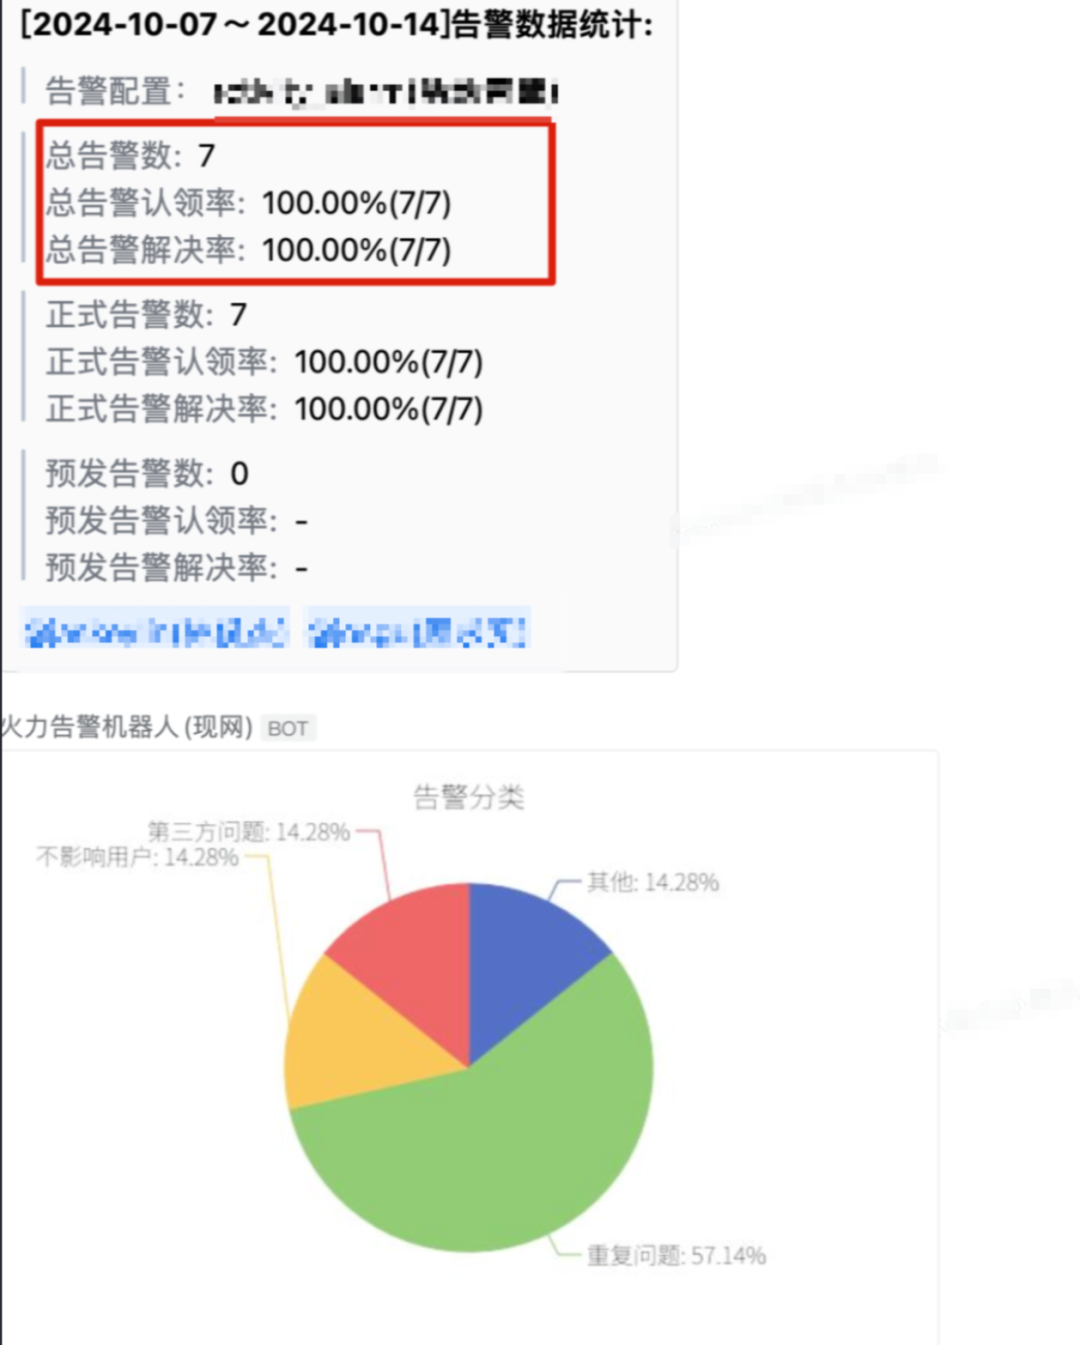 [2024-10-07 ~ 2024-10-14]告警数据统计:
告警配置:
总告警数: 7
总告警认领率: 100.00%(7/7)
总告警解决率: 100.00%(7/7)
正式告警数: 7
正式告警认领率: 100.00%(7/7)
正式告警解决率: 100.00%(7/7)
预发告警数: 0
预发告警认领率: -
预发告警解决率: -
火力告警机器人(现网) BOT
告警分类
第三方问题: 14.28%
不影响用户: 14.28%
其他: 14.28%
重复问题: 57.14%